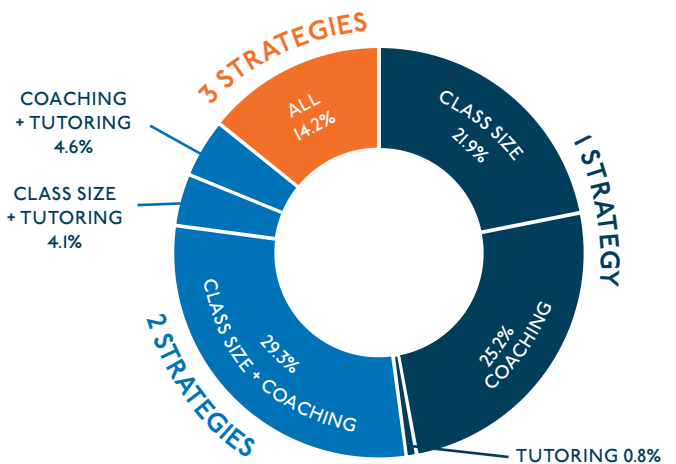 3 STRATEGIES
ALL
14.2%
COACHING
+ TUTORING
4.6%
CLASS SIZE
+ TUTORING
4.1%
CLASS SIZE
21.9%
1 STRATEGY
25.2%
COACHING
29.3%
CLASS SIZE + COACHING
2 STRATEGIES
TUTORING 0.8%